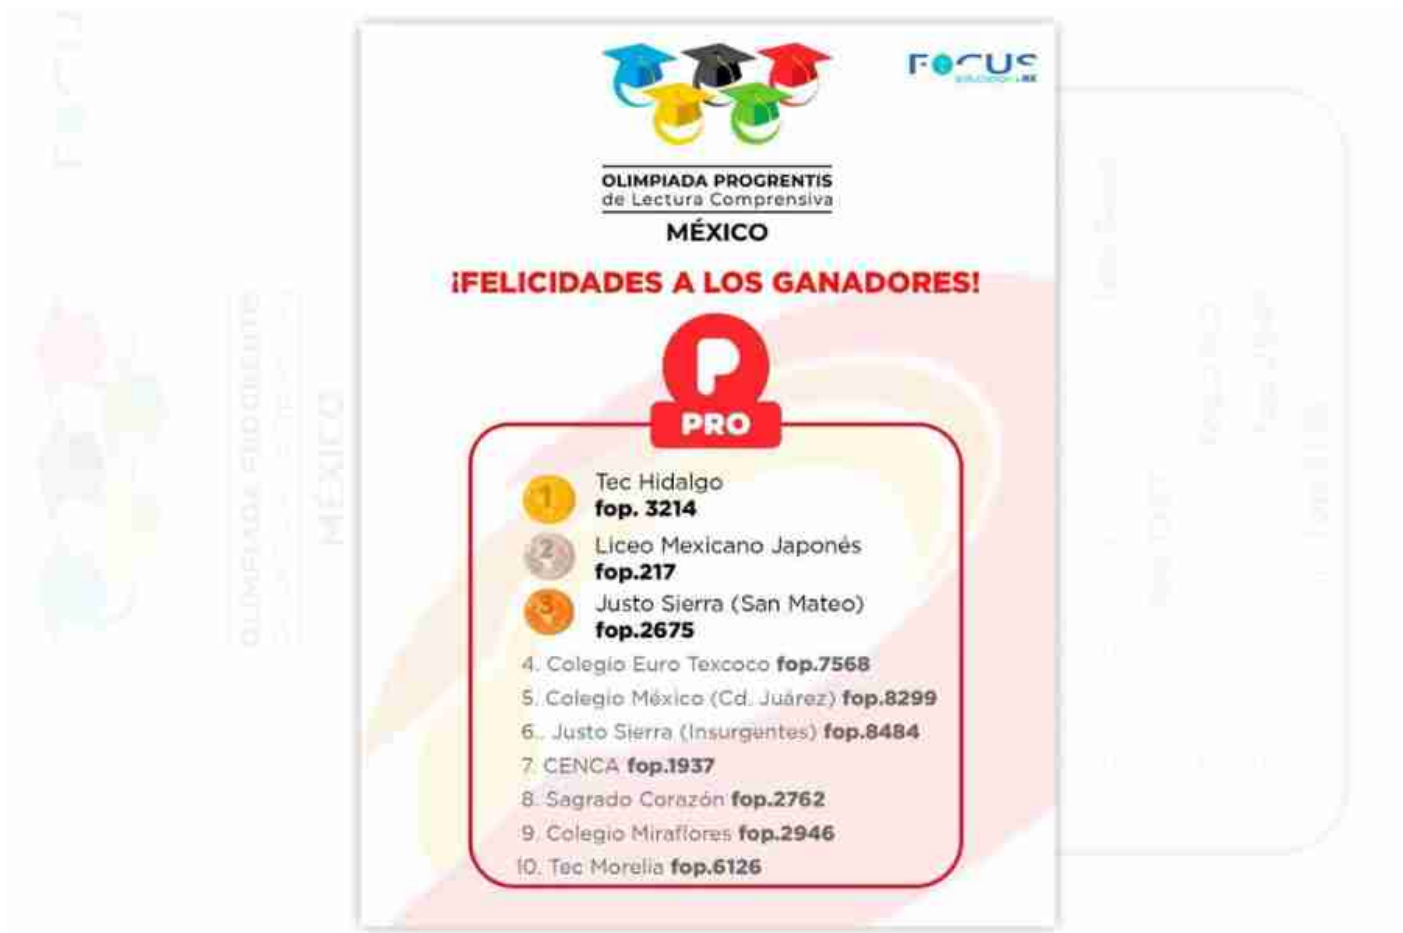 FOCUS
OLIMPIADA PROGRENTIS
de Lectura Comprensiva
MÉXICO
¡FELICIDADES A LOS GANADORES!
P
PRO
1
Tec Hidalgo
fop. 3214
2
Liceo Mexicano Japonés
fop.217
3
Justo Sierra (San Mateo)
fop.2675
4. Colegio Euro Texcoco fop.7568
5. Colegio México (Cd. Juárez) fop.8299
6.. Justo Sierra (Insurgentes) fop.8484
7. CENCA fop.1937
8. Sagrado Corazón fop.2762
9. Colegio Miraflores fop.2946
10. Tec Morelia fop.6126
OLIMPIADA PROGRENTIS
MÉXICO